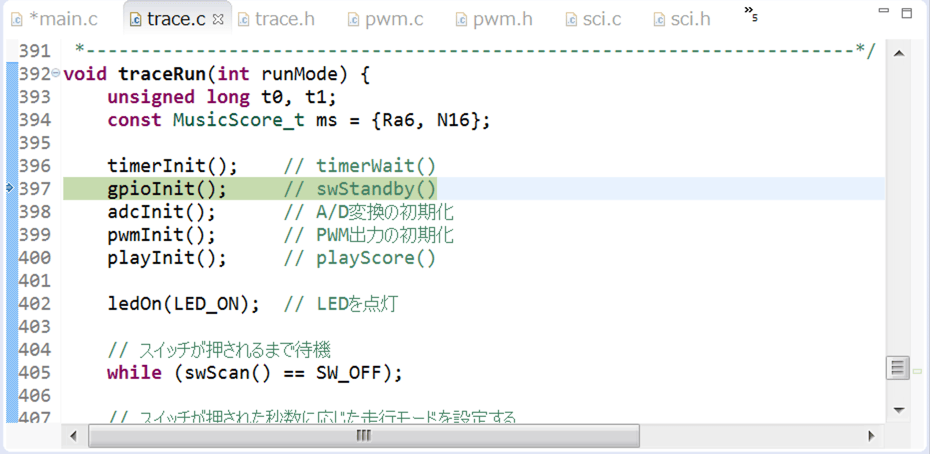 *main.c trace.c trace.h pwm.c pwm.h sci.c sci.h »5
391 *----------------------------------------------------------------------*/
392 void traceRun(int runMode) {
393 unsigned long t0, t1;
394 const MusicScore_t ms = {Ra6, N16};
395
396 timerInit(); // timerWait()
397 gpioInit(); // swStandby()
398 adcInit(); // A/D変換の初期化
399 pwmInit(); // PWM出力の初期化
400 playInit(); // playScore()
401
402 ledOn(LED_ON); // LEDを点灯
403
404 // スイッチが押されるまで待機
405 while (swScan() == SW_OFF);
406
407 // スイッチが押された秒数に応じた走行モードを設定する